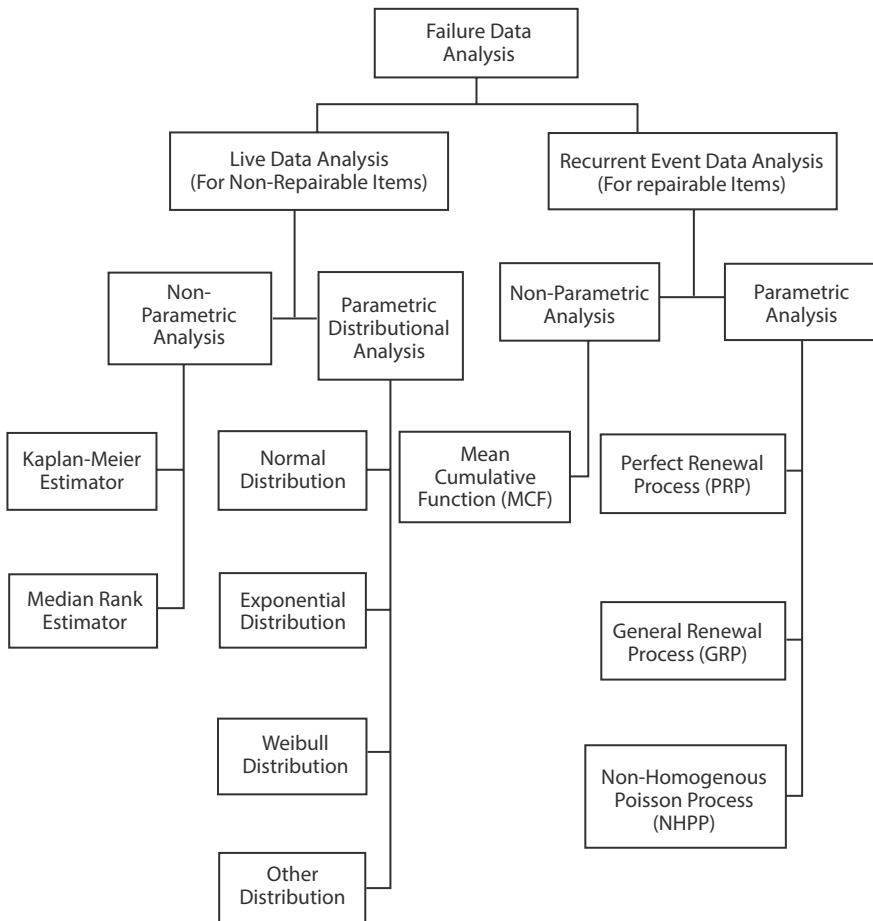 Failure Data
Analysis
Live Data Analysis
(For Non-Repairable Items)
Recurrent Event Data Analysis
(For repairable Items)
Non-
Parametric
Analysis
Parametric
Distributional
Analysis
Non-Parametric
Analysis
Parametric
Analysis
Kaplan-Meier
Estimator
Normal
Distribution
Mean
Cumulative
Function (MCF)
Perfect Renewal
Process (PRP)
Median Rank
Estimator
Exponential
Distribution
General Renewal
Process (GRP)
Weibull
Distribution
Non-Homogenous
Poisson Process
(NHPP)
Other
Distribution